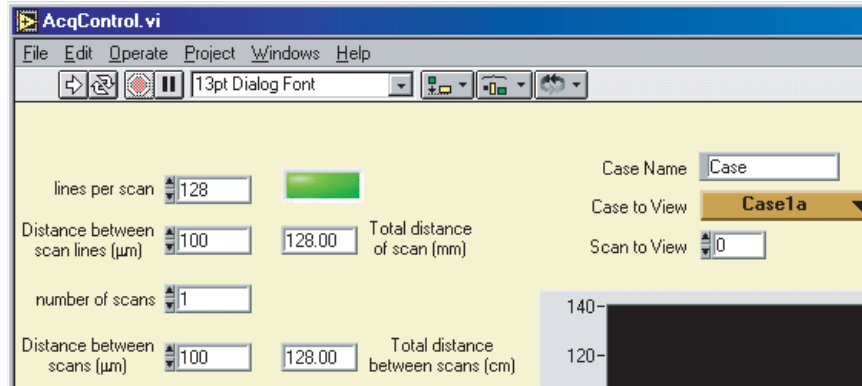 AcqControl.vi
File Edit Operate Project Windows Help
13pt Dialog Font
lines per scan 128
Distance between
scan lines (µm) 100 128.00 Total distance
of scan (mm)
number of scans 1
Distance between
scans (µm) 100 128.00 Total distance
between scans (cm)
Case Name Case
Case to View Case1a
Scan to View 0
140
120